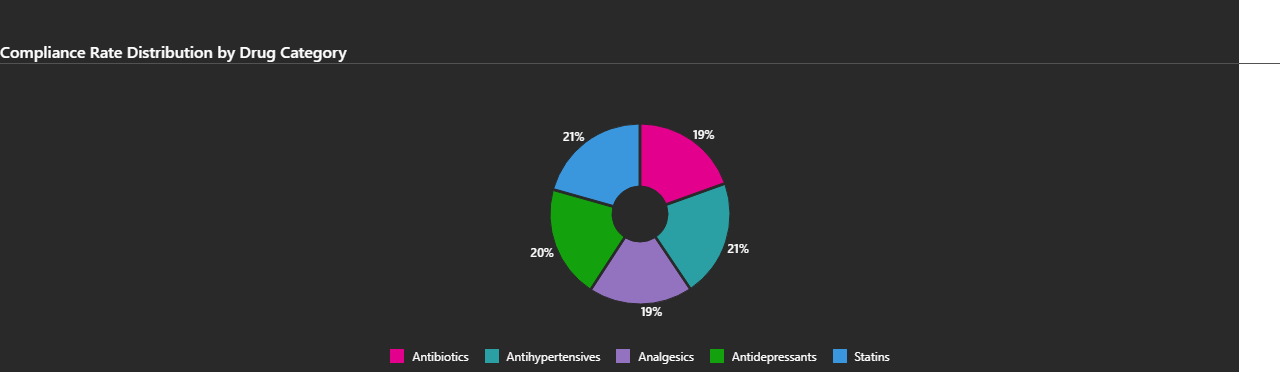 Compliance Rate Distribution by Drug Category
21% 19%
21%
20%
19%
Antibiotics Antihypertensives Analgesics Antidepressants Statins